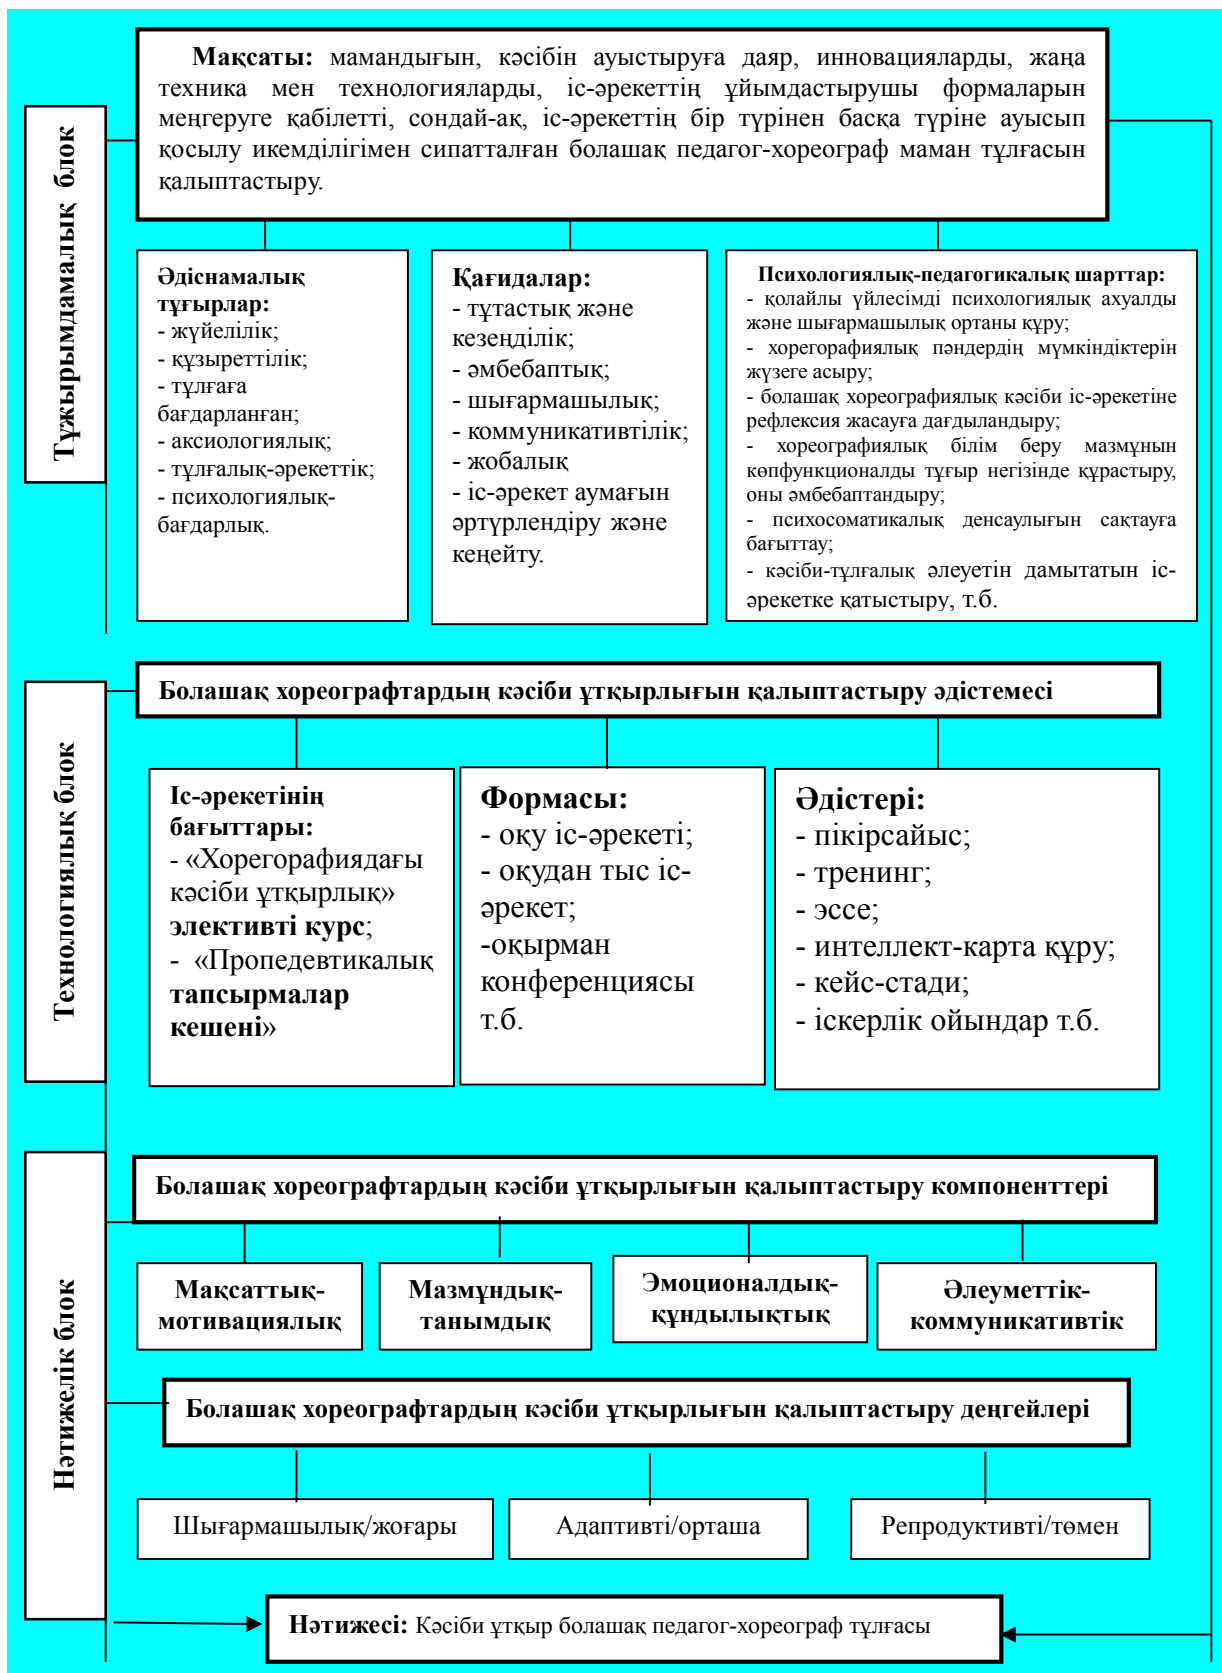 Тұжырымдамалық блок
Мақсаты: мамандығын, кәсібін ауыстыруға даяр, инновацияларды, жаңа
техника мен технологияларды, іс-әрекеттің ұйымдастырушы формаларын
меңгеруге қабілетті, сондай-ақ, іс-әрекеттің бір түрінен басқа түріне ауысып
қосылу икемділігімен сипатталған болашақ педагог-хореограф маман тұлғасын
қалыптастыру.
Әдіснамалық
тұғырлар:
- жүйелілік;
- құзыреттілік;
- тұлғаға
бағдарланған;
- аксиологиялық;
- тұлғалық-әрекеттік;
- психологиялық-
бағдарлық.
Қағидалар:
- тұтастық және
кезеңділік;
- әмбебаптық;
- шығармашылық;
- коммуникативтілік;
- жобалық
- іс-әрекет аумағын
әртүрлендіру және
кеңейту.
Психологиялық-педагогикалық шарттар:
- қолайлы үйлесімді психологиялық ахуалды
және шығармашылық ортаны құру;
- хорегорафиялық пәндердің мүмкіндіктерін
жүзеге асыру;
- болашақ хореографиялық кәсіби іс-әрекетіне
рефлексия жасауға дағдыландыру;
- хореографиялық білім беру мазмұнын
көпфункционалды тұғыр негізінде құрастыру,
оны әмбебаптандыру;
- психосоматикалық денсаулығын сақтауға
бағыттау;
- кәсіби-тұлғалық әлеуетін дамытатын іс-
әрекетке қатыстыру, т.б.
Технологиялық блок
Болашақ хореографтардың кәсіби ұтқырлығын қалыптастыру әдістемесі
Іс-әрекетінің
бағыттары:
- «Хорегорафиядағы
кәсіби ұтқырлық»
элективті курс;
- «Пропедевтикалық
тапсырмалар
кешені»
Формасы:
- оқу іс-әрекеті;
- оқудан тыс іс-
әрекет;
-оқырман
конференциясы
т.б.
Әдістері:
- пікірсайыс;
- тренинг;
- эссе;
- интеллект-карта құру;
- кейс-стади;
- іскерлік ойындар т.б.
Нәтижелік блок
Болашақ хореографтардың кәсіби ұтқырлығын қалыптастыру компоненттері
Мақсаттық-
мотивациялық
Мазмұндық-
танымдық
Эмоционалдық-
құндылықтық
Әлеуметтік-
коммуникативтік
Болашақ хореографтардың кәсіби ұтқырлығын қалыптастыру деңгейлері
Шығармашылық/жоғары
Адаптивті/орташа
Репродуктивті/төмен
Нәтижесі: Кәсіби ұтқыр болашақ педагог-хореограф тұлғасы